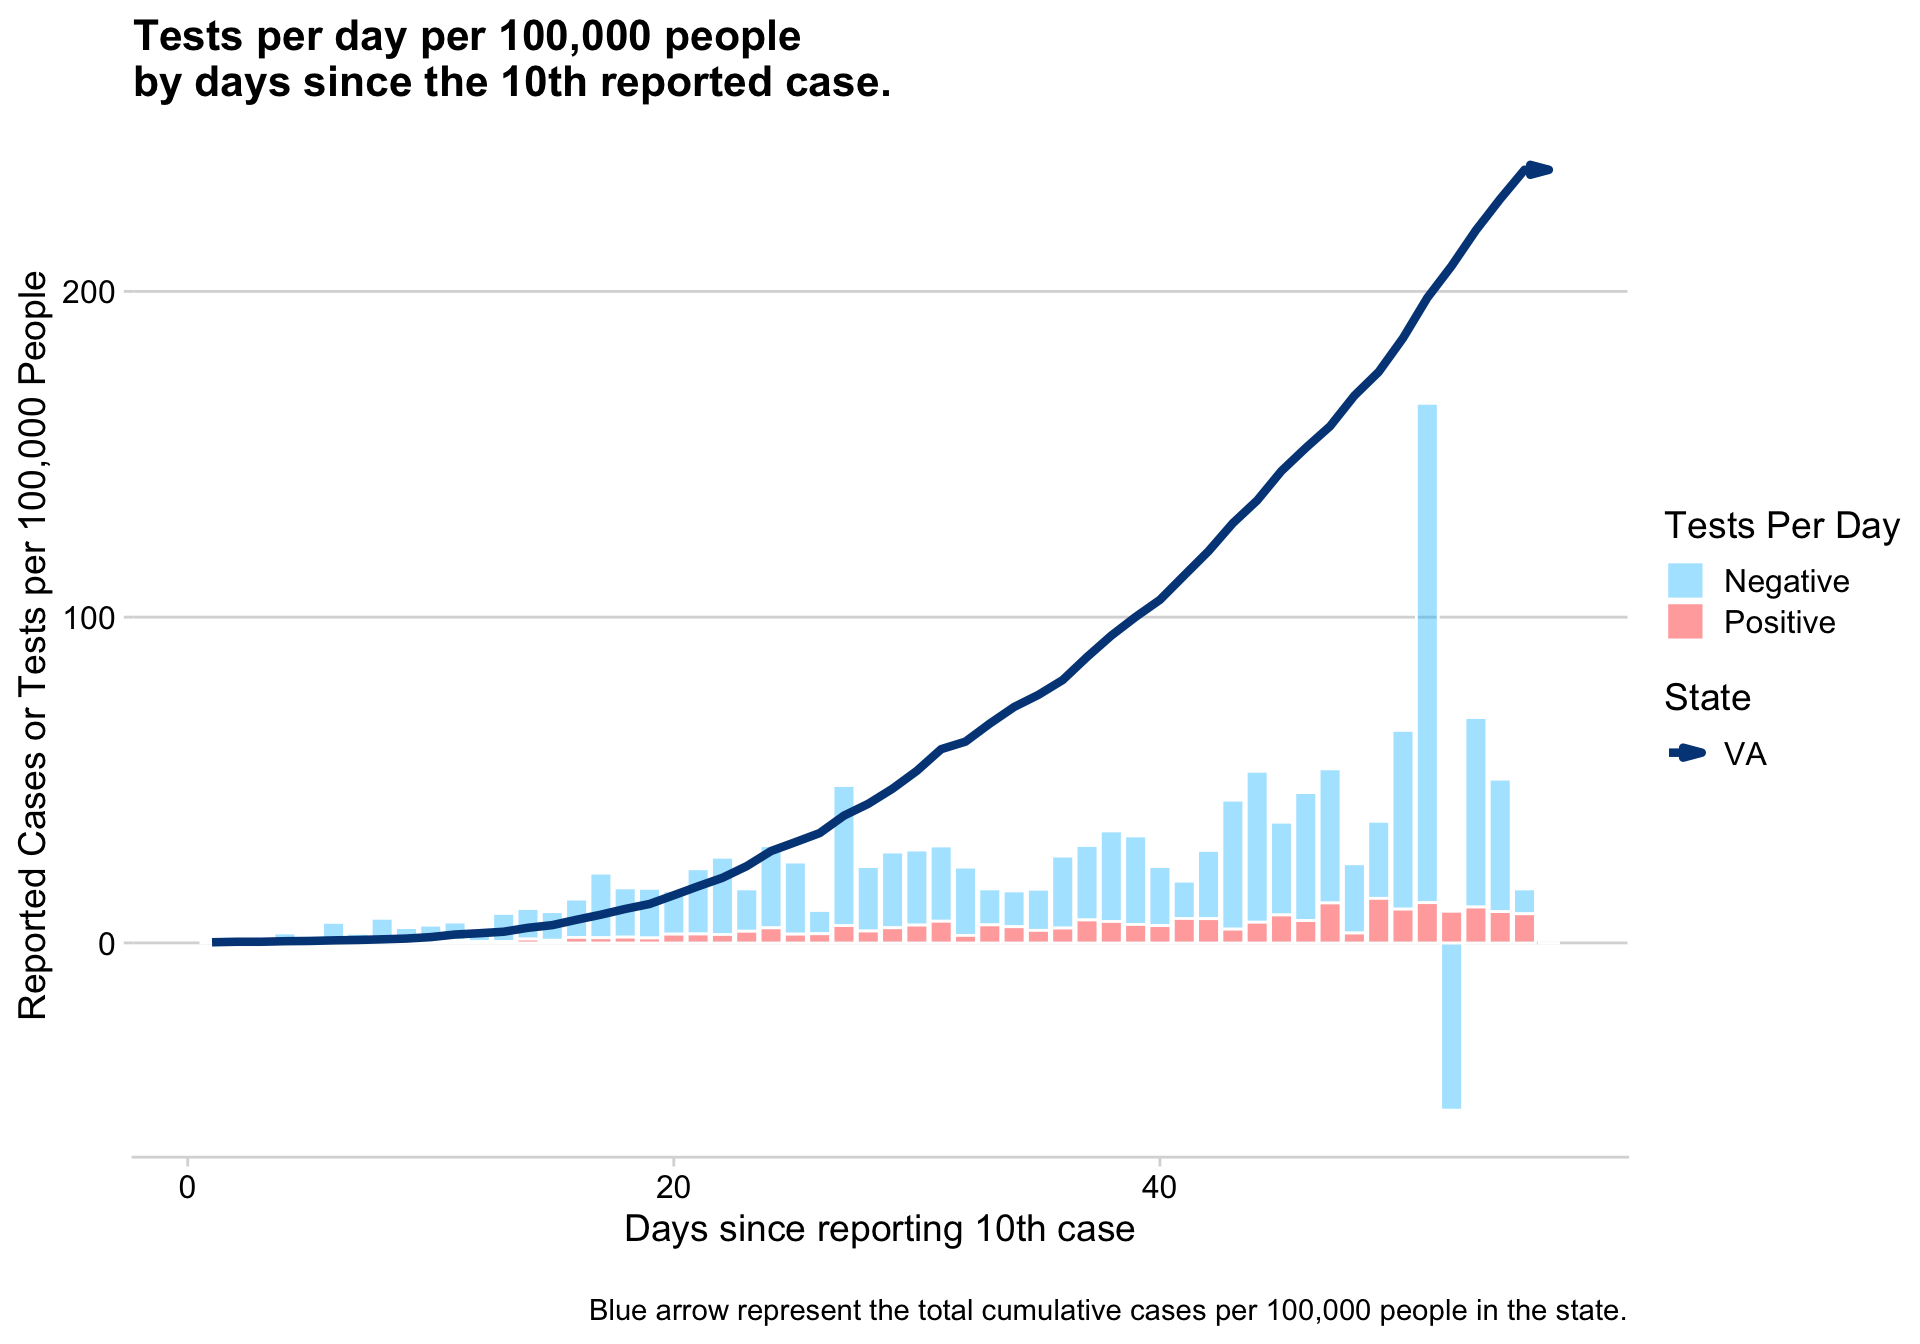 Tests per day per 100,000 people
by days since the 10th reported case.
Reported Cases or Tests per 100,000 People
200
100
0
0
20
40
Days since reporting 10th case
Tests Per Day
Negative
Positive
State
VA
Blue arrow represent the total cumulative cases per 100,000 people in the state.